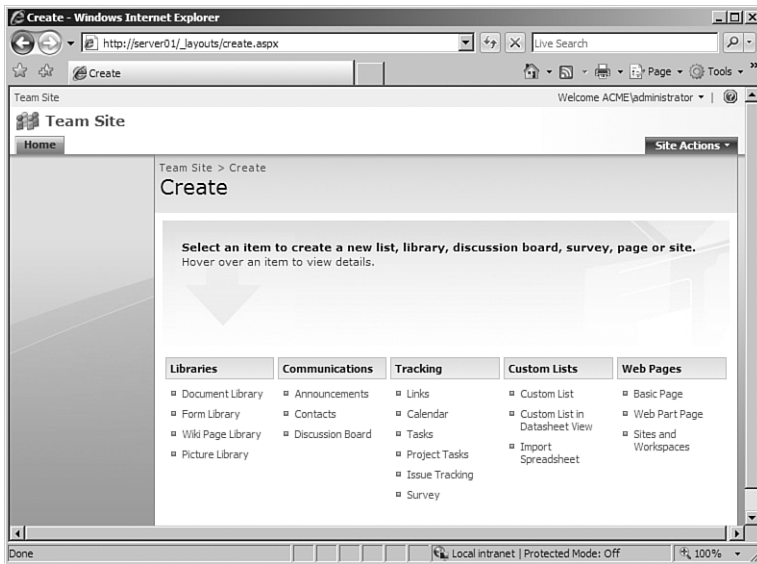 Create - Windows Internet Explorer
http://server01/_layouts/create.aspx
Live Search
Create
Page
Tools
Team Site
Welcome ACME\administrator
Team Site
Home
Site Actions
Team Site > Create
Create
Select an item to create a new list, library, discussion board, survey, page or site.
Hover over an item to view details.
Libraries
Document Library
Form Library
Wiki Page Library
Picture Library
Communications
Announcements
Contacts
Discussion Board
Tracking
Links
Calendar
Tasks
Project Tasks
Issue Tracking
Survey
Custom Lists
Custom List
Custom List in
Datasheet View
Import
Spreadsheet
Web Pages
Basic Page
Web Part Page
Sites and
Workspaces
Done
Local intranet | Protected Mode: Off
100%